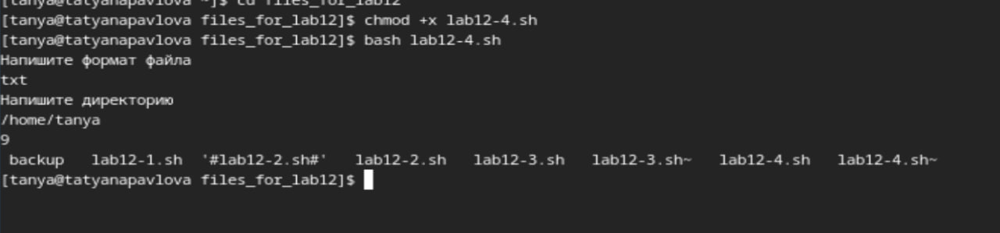 [tanya@tatyanapavlova ~]$ cd files_for_lab12
[tanya@tatyanapavlova files_for_lab12]$ chmod +x lab12-4.sh
[tanya@tatyanapavlova files_for_lab12]$ bash lab12-4.sh
Напишите формат файла
txt
Напишите директорию
/home/tanya
9
backup lab12-1.sh '#lab12-2.sh#' lab12-2.sh lab12-3.sh lab12-3.sh~ lab12-4.sh lab12-4.sh~
[tanya@tatyanapavlova files_for_lab12]$